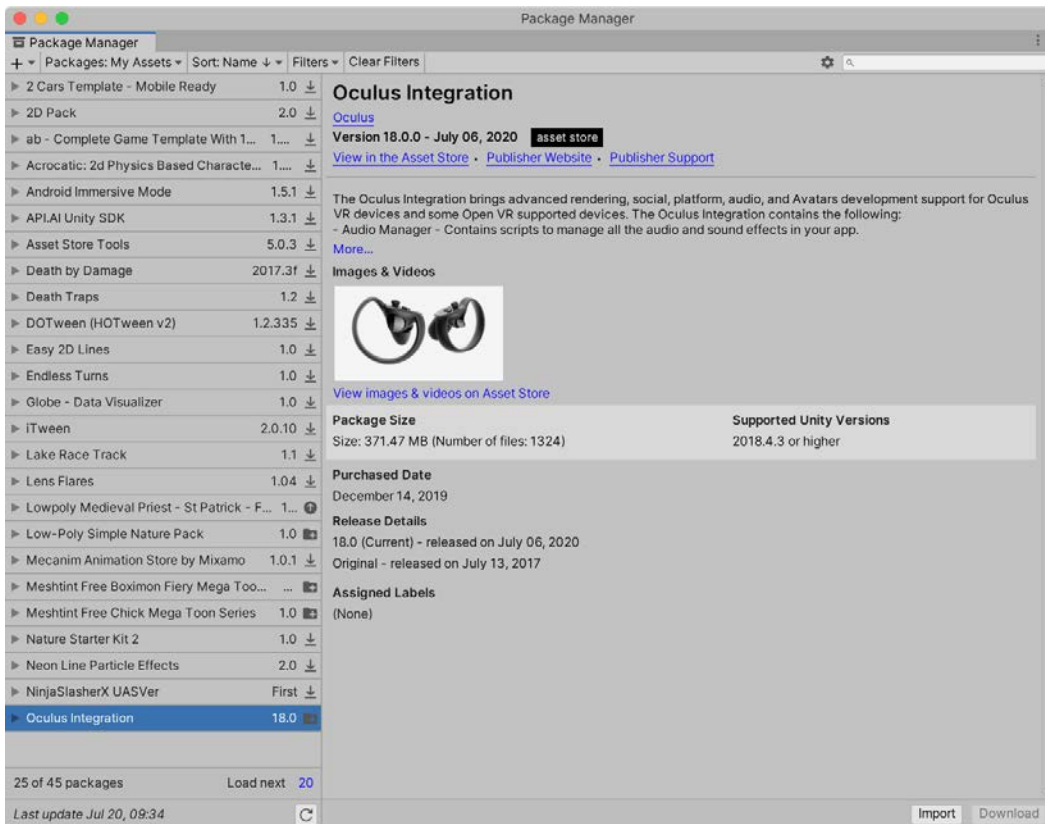 Package Manager
Package Manager
+ Packages: My Assets Sort: Name ↓ Filters Clear Filters
2 Cars Template - Mobile Ready 1.0
2D Pack 2.0
ab - Complete Game Template With 1... 1....
Acrocatic: 2d Physics Based Characte... 1....
Android Immersive Mode 1.5.1
API.AI Unity SDK 1.3.1
Asset Store Tools 5.0.3
Death by Damage 2017.3f
Death Traps 1.2
DOTween (HOTween v2) 1.2.335
Easy 2D Lines 1.0
Endless Turns 1.0
Globe - Data Visualizer 1.0
iTween 2.0.10
Lake Race Track 1.1
Lens Flares 1.04
Lowpoly Medieval Priest - St Patrick - F... 1...
Low-Poly Simple Nature Pack 1.0
Mecanim Animation Store by Mixamo 1.0.1
Meshtint Free Boximon Fiery Mega Too... ...
Meshtint Free Chick Mega Toon Series 1.0
Nature Starter Kit 2 1.0
Neon Line Particle Effects 2.0
NinjaSlasherX UASVer First
Oculus Integration 18.0
25 of 45 packages Load next 20
Last update Jul 20, 09:34
Oculus Integration
Oculus
Version 18.0.0 - July 06, 2020 asset store
View in the Asset Store • Publisher Website • Publisher Support
The Oculus Integration brings advanced rendering, social, platform, audio, and Avatars development support for Oculus
VR devices and some Open VR supported devices. The Oculus Integration contains the following:
- Audio Manager - Contains scripts to manage all the audio and sound effects in your app.
More...
Images & Videos
View images & videos on Asset Store
Package Size Supported Unity Versions
Size: 371.47 MB (Number of files: 1324) 2018.4.3 or higher
Purchased Date
December 14, 2019
Release Details
18.0 (Current) - released on July 06, 2020
Original - released on July 13, 2017
Assigned Labels
(None)
Import Download